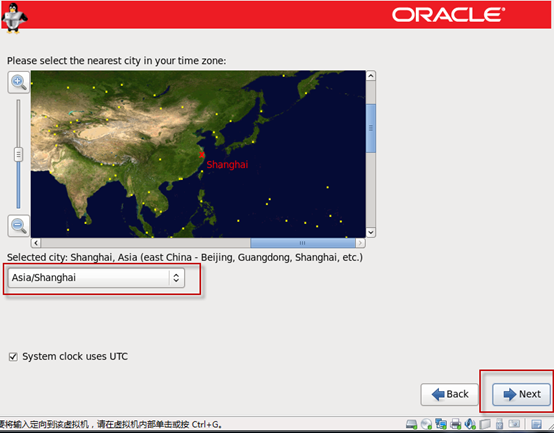 ORACLE®
Please select the nearest city in your time zone:
Shanghai
Selected city: Shanghai, Asia (east China - Beijing, Guangdong, Shanghai, etc.)
Asia/Shanghai
System clock uses UTC
Back
Next
要将输入定向到该虚拟机，请在虚拟机内部单击或按 Ctrl+G。